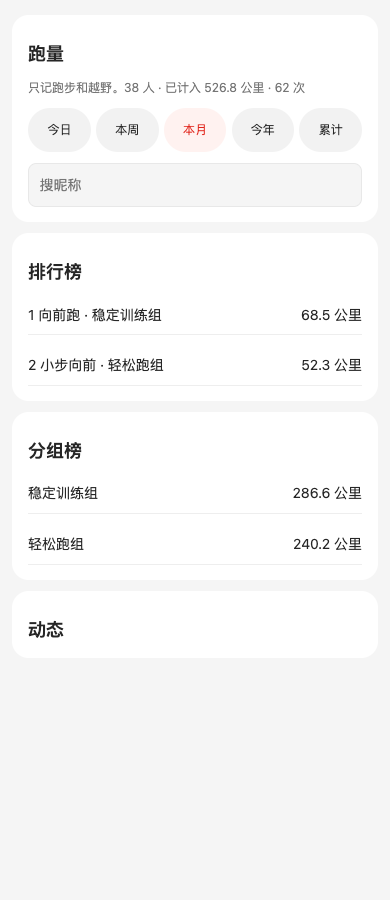 跑量
只记跑步和越野。38 人 · 已计入 526.8 公里 · 62 次
今日 本周 本月 今年 累计
搜昵称
排行榜
1 向前跑 · 稳定训练组 68.5 公里
2 小步向前 · 轻松跑组 52.3 公里
分组榜
稳定训练组 286.6 公里
轻松跑组 240.2 公里
动态